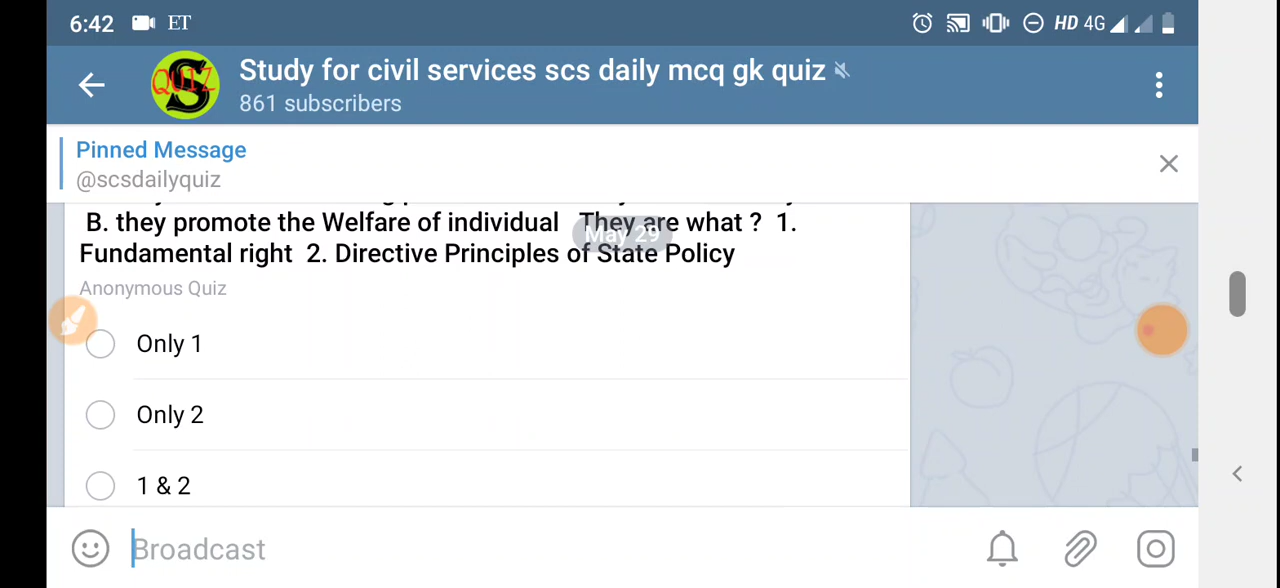 6:42 ET HD 4G
QUIZ S
Study for civil services scs daily mcq gk quiz
861 subscribers
Pinned Message
@scsdailyquiz
B. they promote the Welfare of individual They are what ? 1.
May 29
Fundamental right 2. Directive Principles of State Policy
Anonymous Quiz
Only 1
Only 2
1 & 2
Broadcast